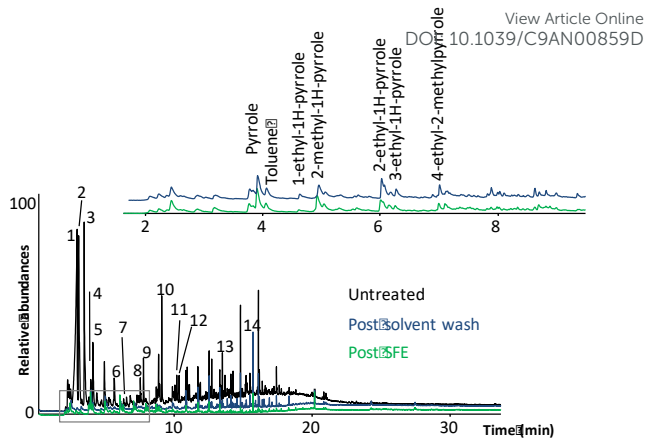 View Article Online
DOI: 10.1039/C9AN00859D
Pyrrole
Toluene
1-ethyl-1H-pyrrole
2-methyl-1H-pyrrole
2-ethyl-1H-pyrrole
3-ethyl-1H-pyrrole
4-ethyl-2-methylpyrrole
2 4 6 8
100
Relative abundances
0
1
2
3
4
5
6
7
8
9
10
11
12
13
14
Untreated
Post solvent wash
Post SFE
10 20 30
Time (min)